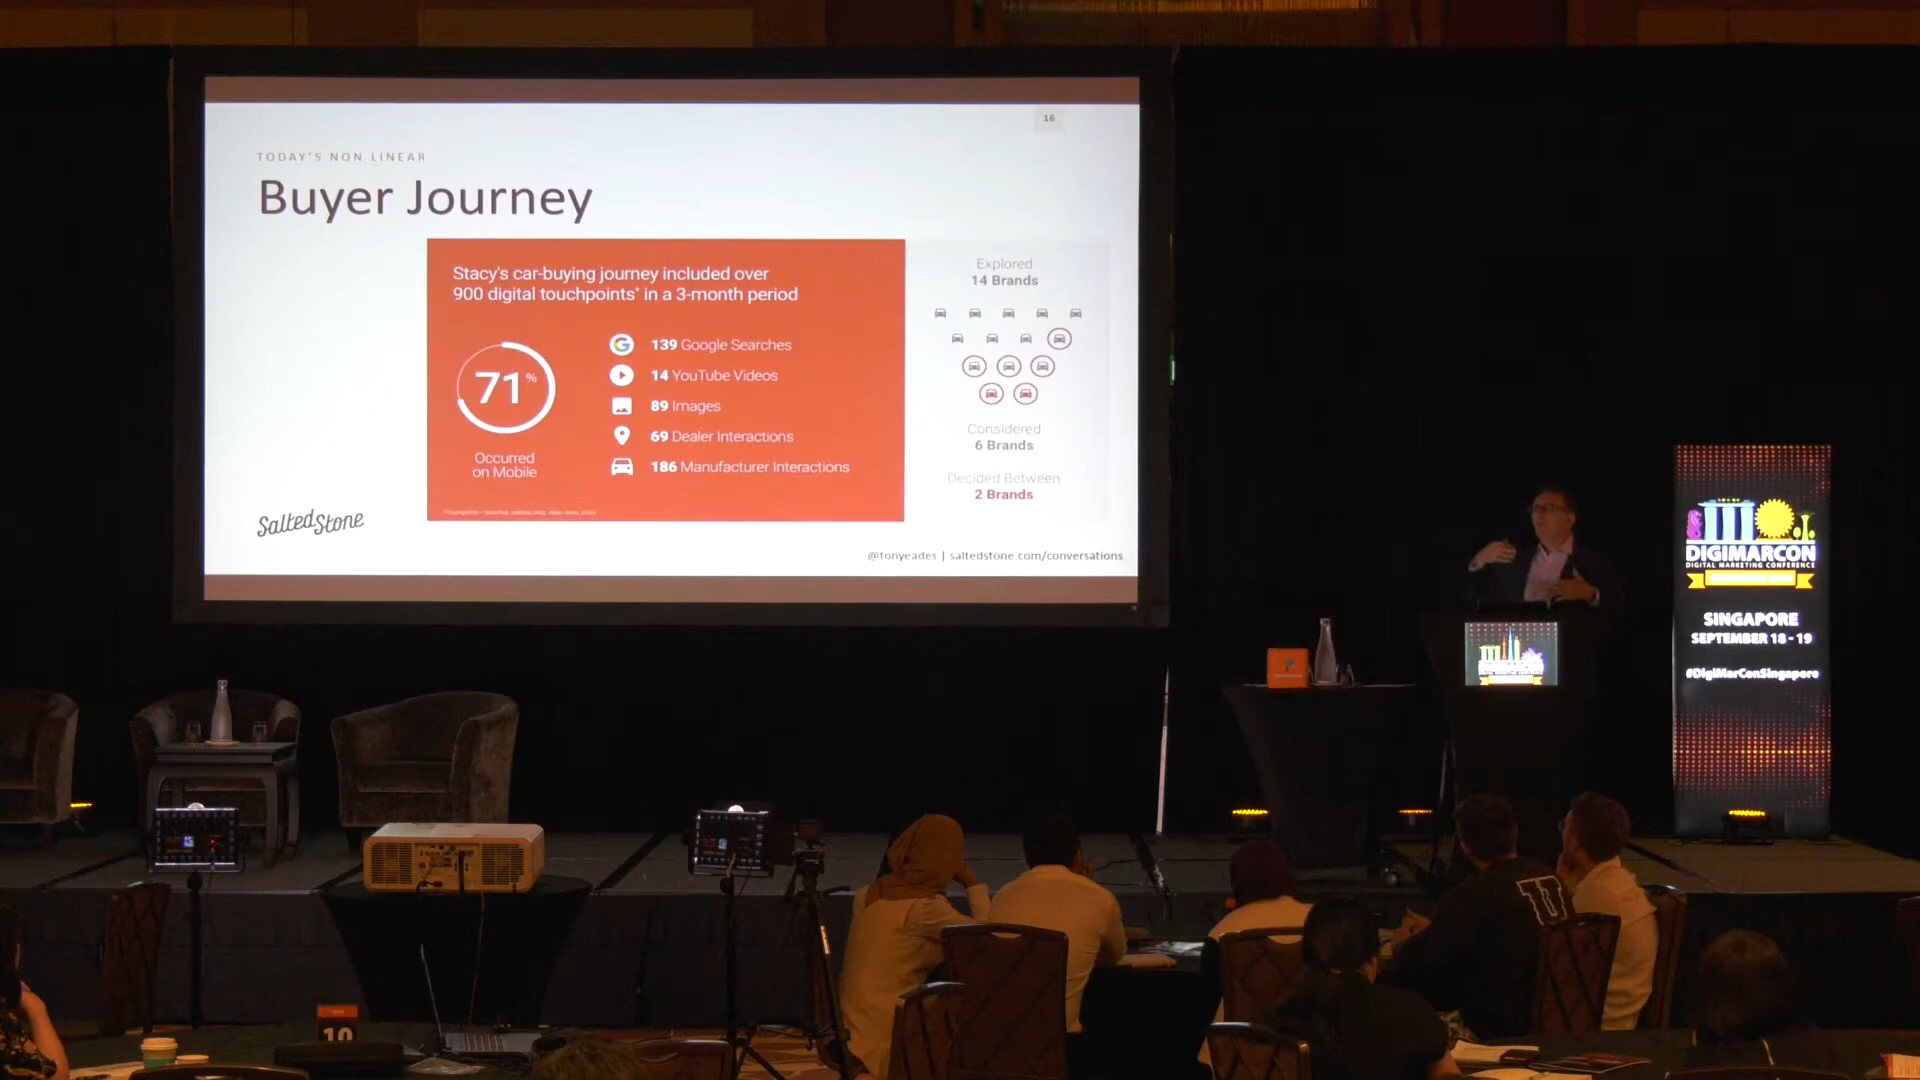 16
TODAY'S NON LINEAR
Buyer Journey
Stacy's car-buying journey included over
900 digital touchpoints* in a 3-month period
71%
Occurred
on Mobile
139 Google Searches
14 YouTube Videos
89 Images
69 Dealer Interactions
186 Manufacturer Interactions
Explored
14 Brands
Considered
6 Brands
Decided Between
2 Brands
Salted Stone
@tonyeades | saltedstone.com/conversations
DIGIMARCON
DIGITAL MARKETING CONFERENCE
SINGAPORE
SEPTEMBER 18 - 19
#DigiMarConSingapore
10